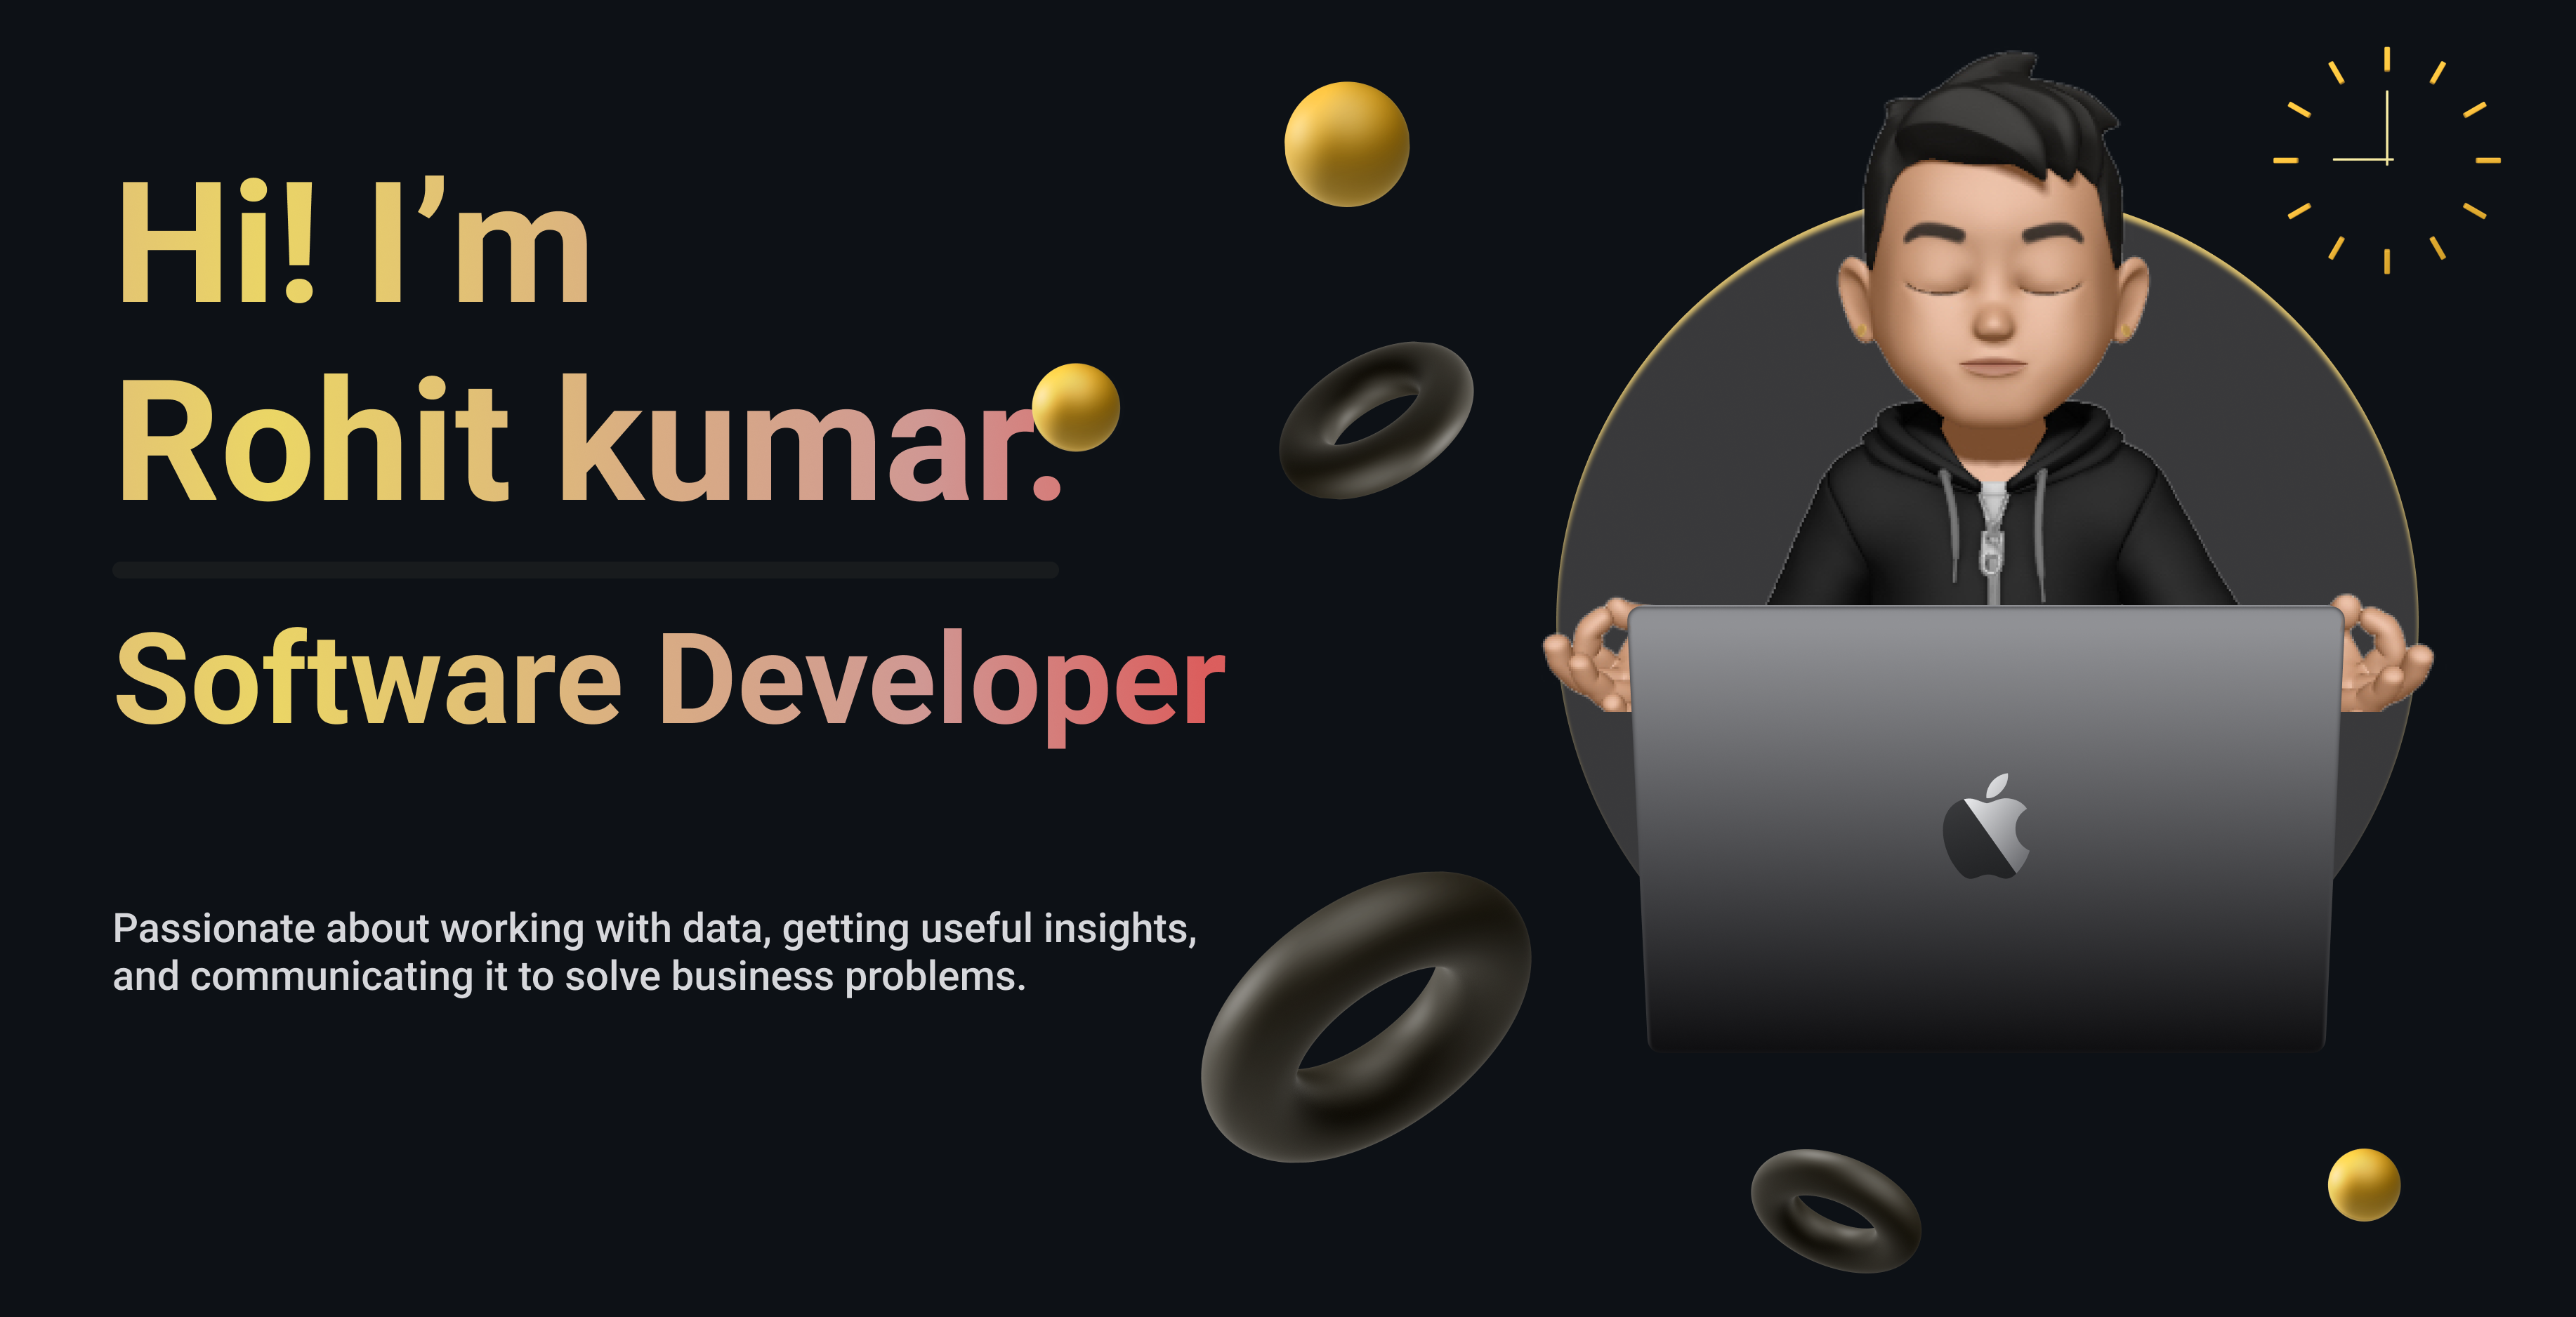 Hi! I’m
Rohit kumar.
Software Developer
Passionate about working with data, getting useful insights,
and communicating it to solve business problems.